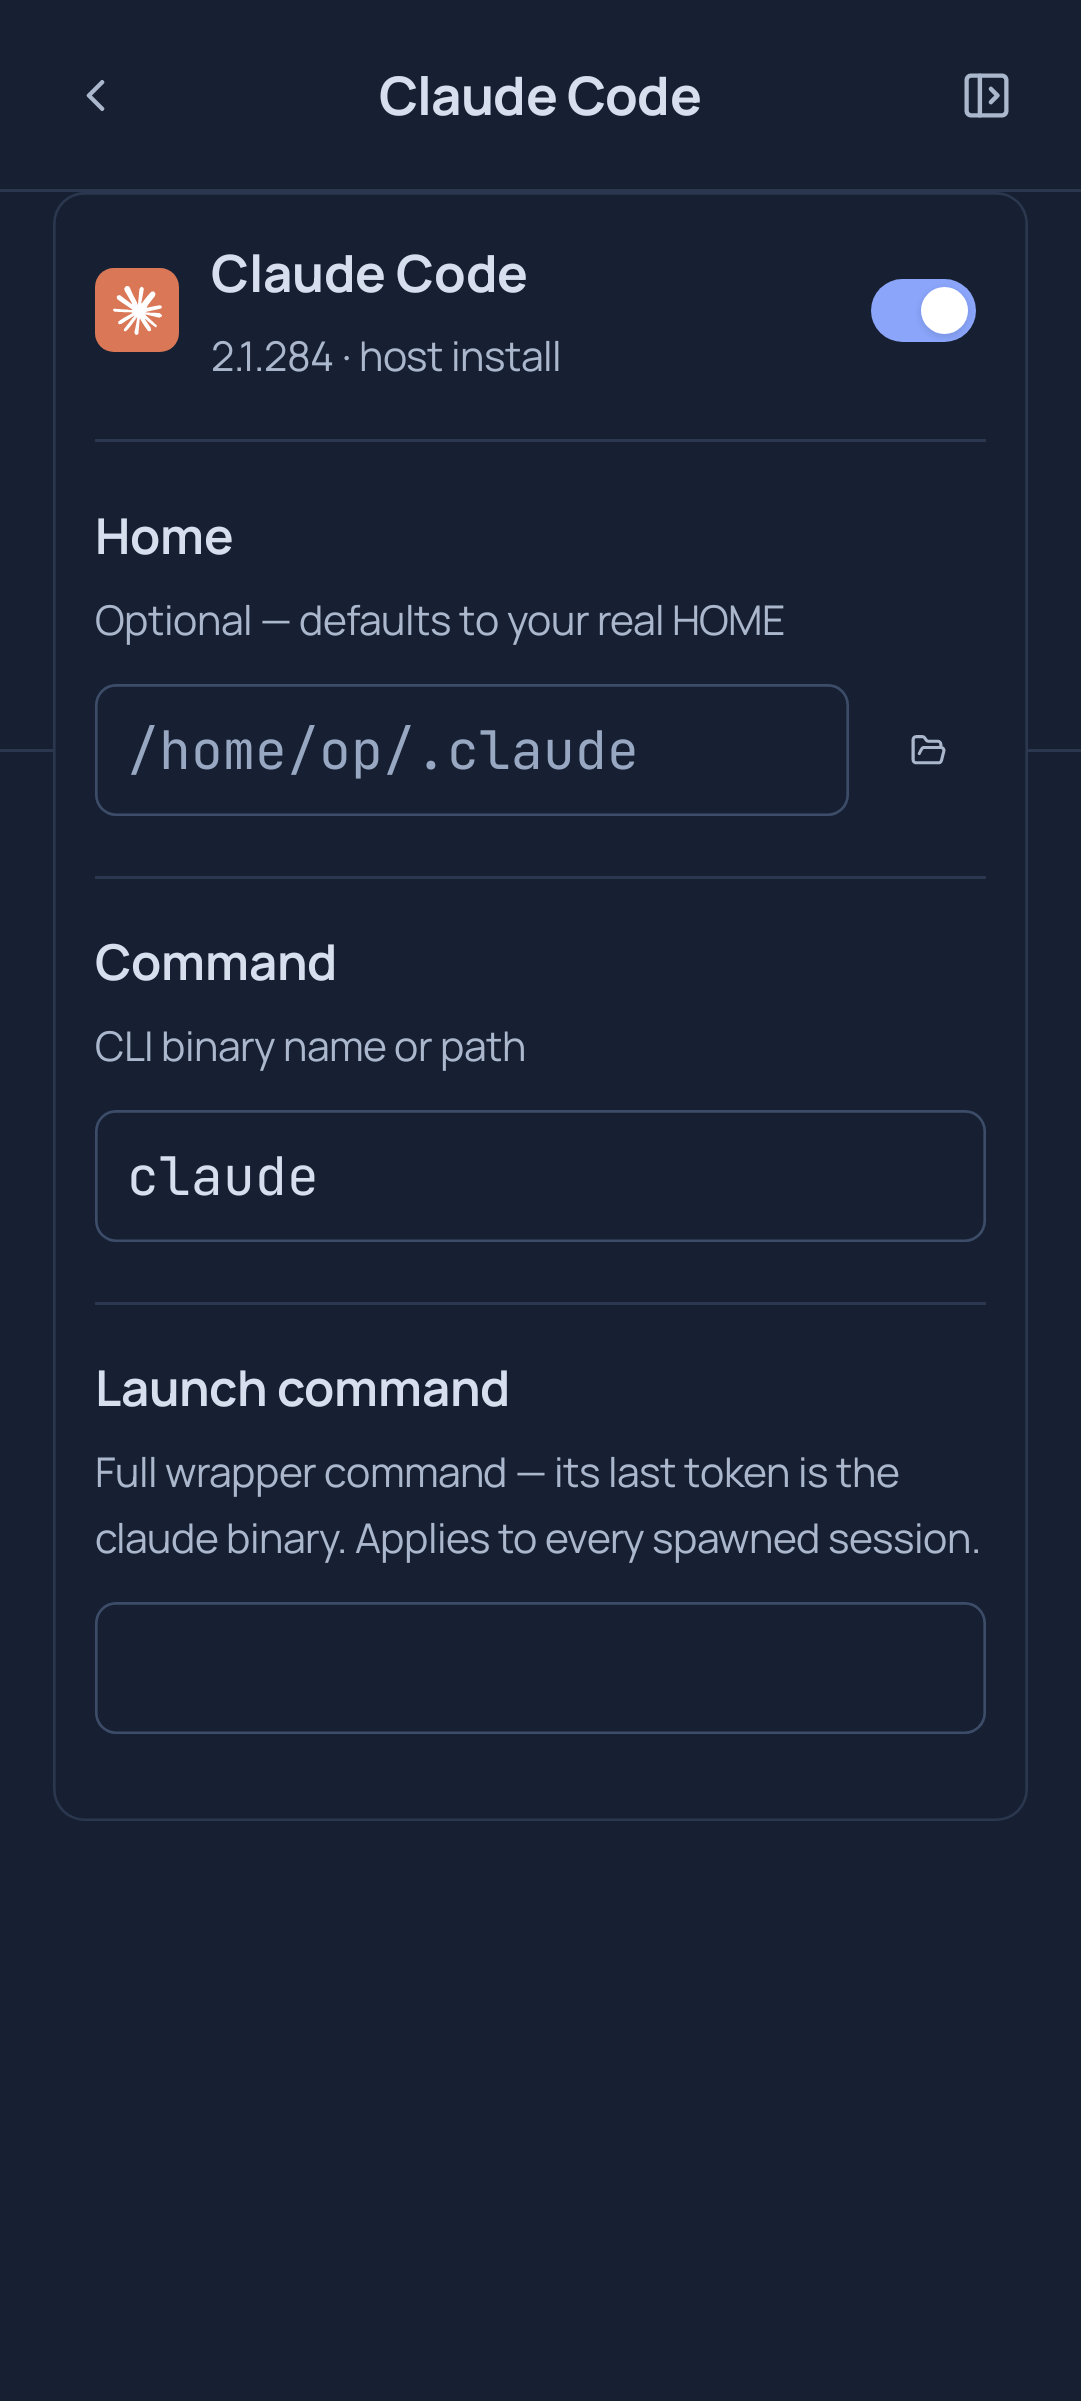 Claude Code
Claude Code
2.1.284 · host install
Home
Optional — defaults to your real HOME
/home/op/.claude
Command
CLI binary name or path
claude
Launch command
Full wrapper command — its last token is the
claude binary. Applies to every spawned session.